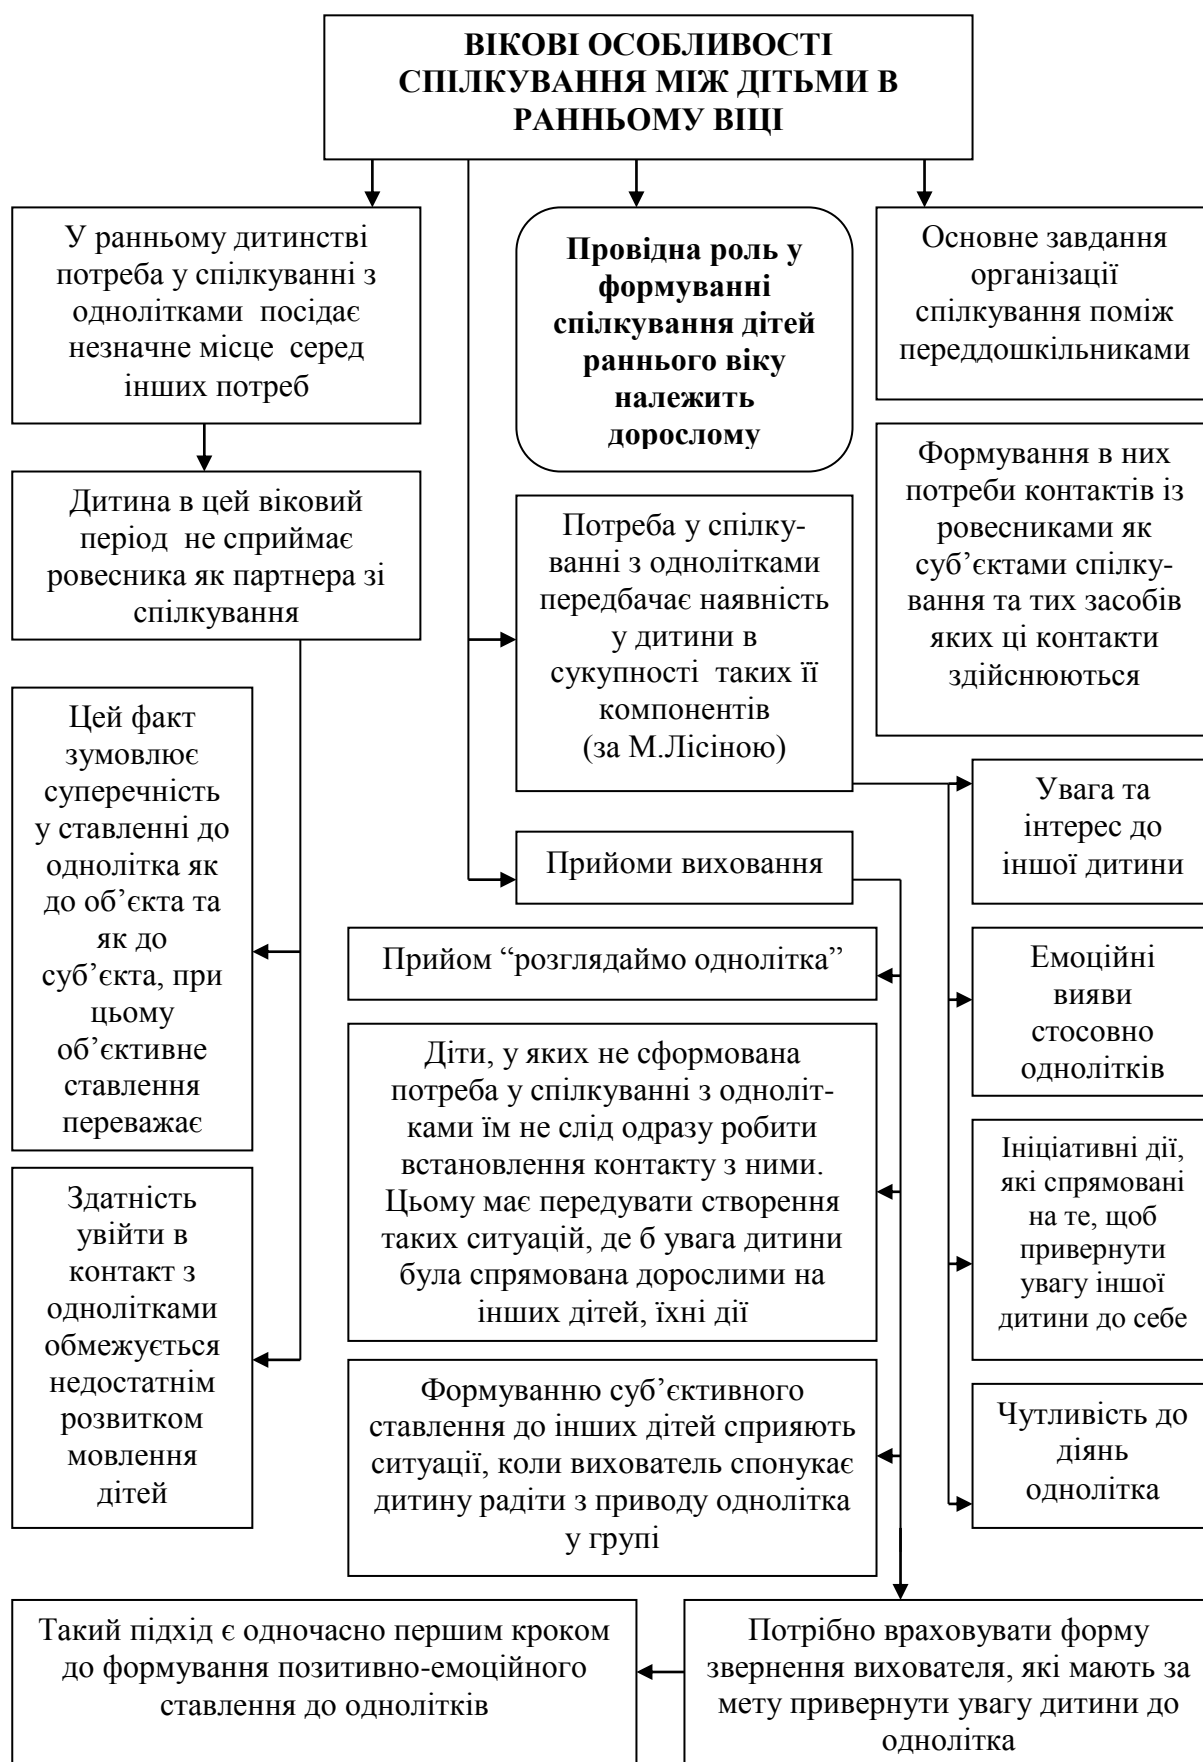 ВІКОВІ ОСОБЛИВОСТІ
СПІЛКУВАННЯ МІЖ ДІТЬМИ В
РАННЬОМУ ВІЦІ
У ранньому дитинстві
потреба у спілкуванні з
однолітками посідає
незначне місце серед
інших потреб
Провідна роль у
формуванні
спілкування дітей
раннього віку
належить
дорослому
Основне завдання
організації
спілкування поміж
переддошкільниками
Дитина в цей віковий
період не сприймає
ровесника як партнера зі
спілкування
Потреба у спілку-
ванні з однолітками
передбачає наявність
у дитини в
сукупності таких її
компонентів
(за М.Лісіною)
Формування в них
потреби контактів із
ровесниками як
суб’єктами спілку-
вання та тих засобів
яких ці контакти
здійснюються
Цей факт
зумовлює
суперечність
у ставленні до
однолітка як
до об’єкта та
як до
суб’єкта, при
цьому
об’єктивне
ставлення
переважає
Здатність
увійти в
контакт з
однолітками
обмежується
недостатнім
розвитком
мовлення
дітей
Прийоми виховання
Прийом “розглядаймо однолітка”
Діти, у яких не сформована
потреба у спілкуванні з одноліт-
ками їм не слід одразу робити
встановлення контакту з ними.
Цьому має передувати створення
таких ситуацій, де б увага дитини
була спрямована дорослими на
інших дітей, їхні дії
Формуванню суб’єктивного
ставлення до інших дітей сприяють
ситуації, коли вихователь спонукає
дитину радіти з приводу однолітка
у групі
Увага та
інтерес до
іншої дитини
Емоційні
вияви
стосовно
однолітків
Ініціативні дії,
які спрямовані
на те, щоб
привернути
увагу іншої
дитини до себе
Чутливість до
діянь
однолітка
Такий підхід є одночасно першим кроком
до формування позитивно-емоційного
ставлення до однолітків
Потрібно враховувати форму
звернення вихователя, які мають за
мету привернути увагу дитини до
однолітка